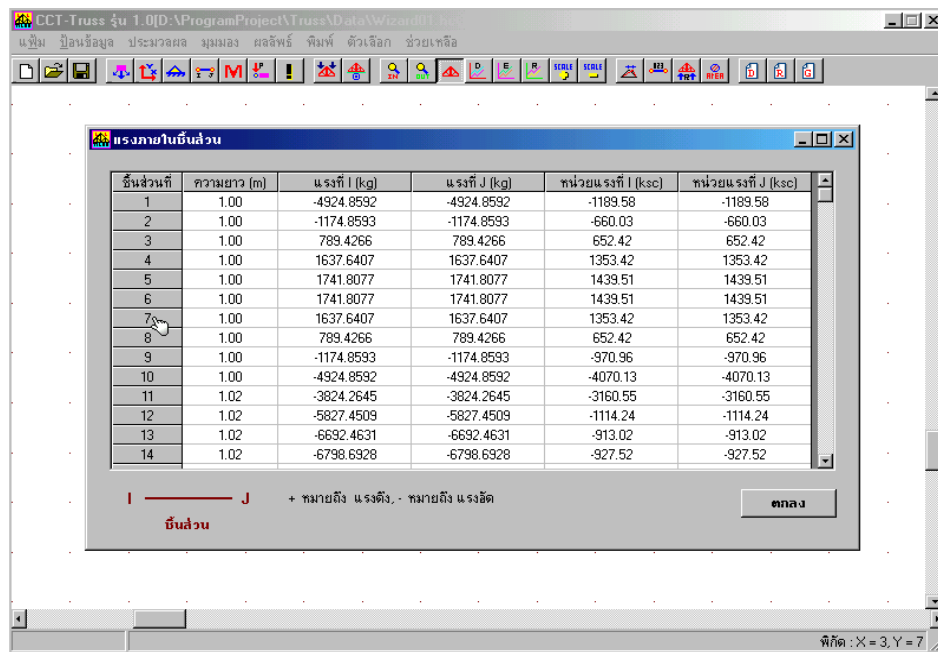 CCT-Truss รุ่น 1.0[D:\ProgramProject\Truss\Data\Wizard01
แฟ้ม ป้อนข้อมูล ประมวลผล มุมมอง ผลลัพธ์ พิมพ์ ตัวเลือก ช่วยเหลือ
แรงภายในชิ้นส่วน
ชิ้นส่วนที่ ความยาว (m) แรงที่ I (kg) แรงที่ J (kg) หน่วยแรงที่ I (ksc) หน่วยแรงที่ J (ksc)
1 1.00 -4924.8592 -4924.8592 -1189.58 -1189.58
2 1.00 -1174.8593 -1174.8593 -660.03 -660.03
3 1.00 789.4266 789.4266 652.42 652.42
4 1.00 1637.6407 1637.6407 1353.42 1353.42
5 1.00 1741.8077 1741.8077 1439.51 1439.51
6 1.00 1741.8077 1741.8077 1439.51 1439.51
7 1.00 1637.6407 1637.6407 1353.42 1353.42
8 1.00 789.4266 789.4266 652.42 652.42
9 1.00 -1174.8593 -1174.8593 -970.96 -970.96
10 1.00 -4924.8592 -4924.8592 -4070.13 -4070.13
11 1.02 -3824.2645 -3824.2645 -3160.55 -3160.55
12 1.02 -5827.4509 -5827.4509 -1114.24 -1114.24
13 1.02 -6692.4631 -6692.4631 -913.02 -913.02
14 1.02 -6798.6928 -6798.6928 -927.52 -927.52
I J + หมายถึง แรงดึง, - หมายถึง แรงอัด
ชิ้นส่วน
ตกลง
พิกัด : X = 3, Y = 7